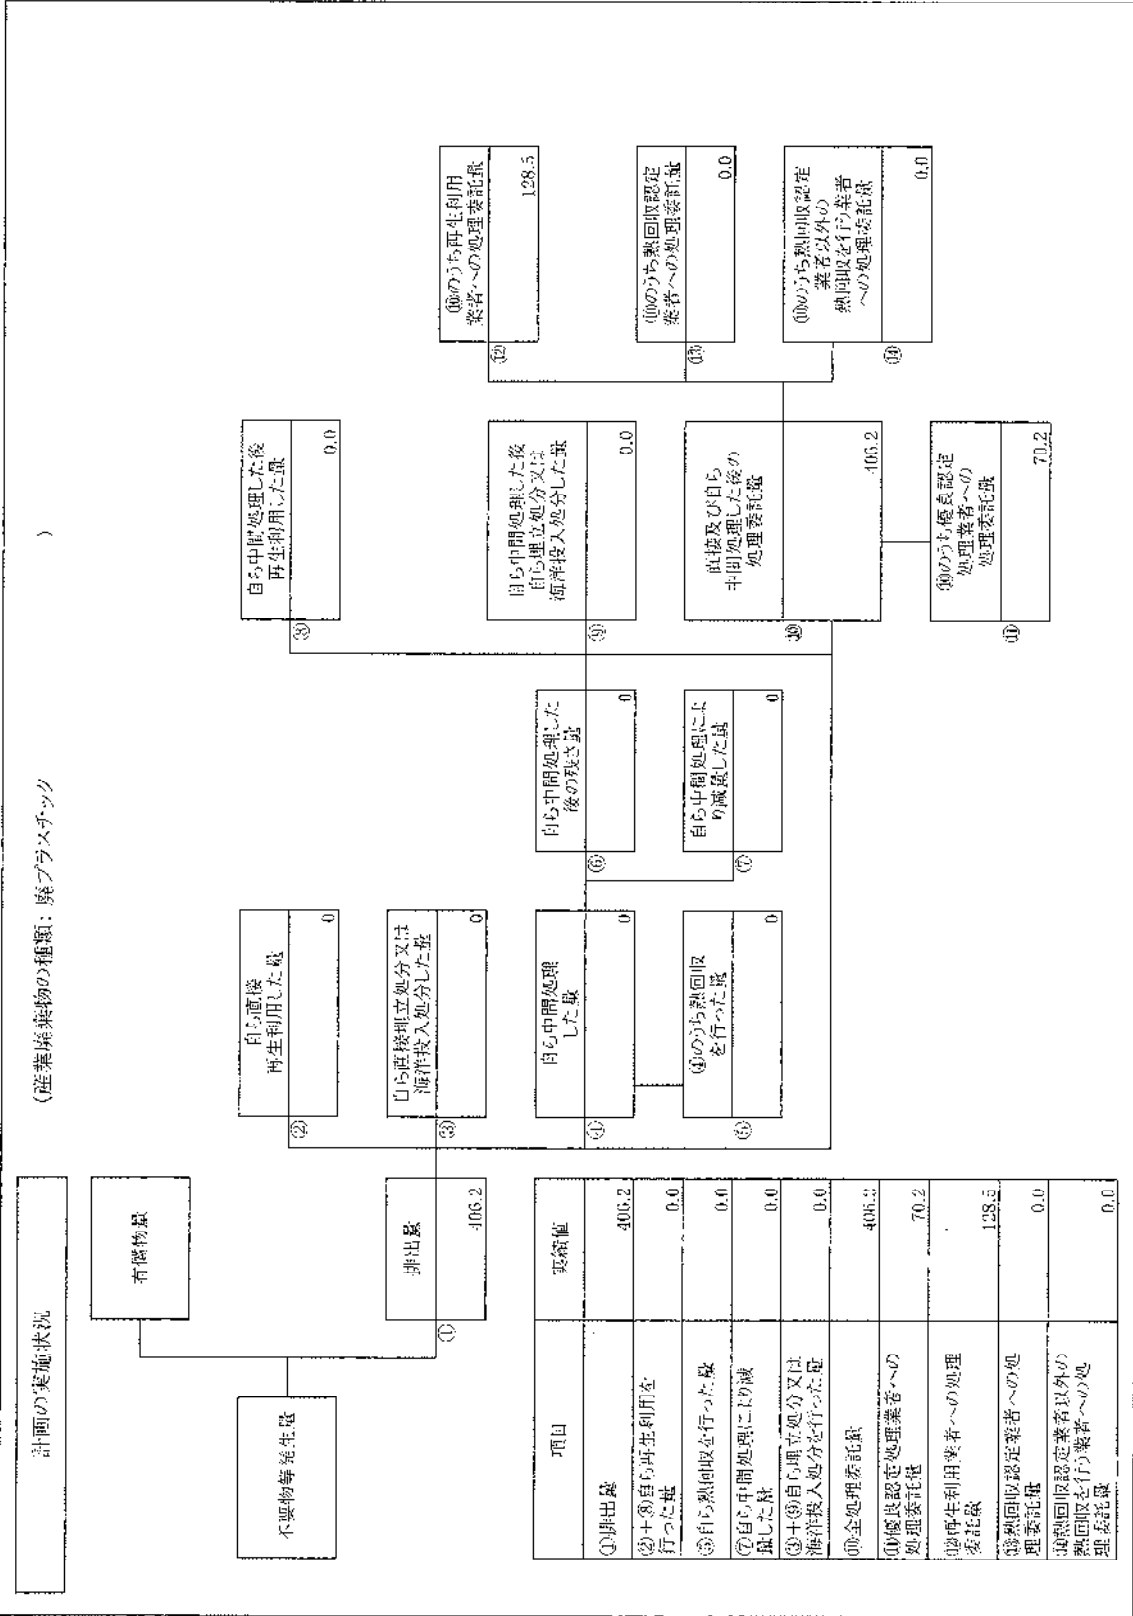 計画の実施状況
(産業廃棄物の種類:廃プラスチック
)
不要物等発生量
有償物量
①
排出量
406.2
②
自ら直接
再生利用した量
0
③
自ら直接埋立処分又は
海洋投入処分した量
0
④
自ら中間処理
した量
0
⑤
④のうち熱回収
を行った量
0
⑥
自ら中間処理した
後の残さ量
0
⑦
自ら中間処理によ
り減量した量
0
⑧
自ら中間処理した後
再生利用した量
0.0
⑨
自ら中間処理した後
自ら埋立処分又は
海洋投入処分した量
0.0
⑩
直接及び自ら
中間処理した後の
処理委託量
406.2
⑪
⑩のうち優良認定
処理業者への
処理委託量
70.2
⑫
⑩のうち再生利用
業者への処理委託量
128.5
⑬
⑩のうち熱回収認定
業者への処理委託量
0.0
⑭
⑩のうち熱回収認定
業者以外の
熱回収を行う業者
への処理委託量
0.0
項目
実績値
①排出量
406.2
②+⑧自ら再生利用を
行った量
0.0
⑤自ら熱回収を行った量
0.0
⑦自ら中間処理により減
量した量
0.0
③+⑨自ら埋立処分又は
海洋投入処分を行った量
0.0
⑩全処理委託量
406.2
⑪優良認定処理業者への
処理委託量
70.2
⑫再生利用業者への処理
委託量
128.5
⑬熱回収認定業者への処
理委託量
0.0
⑭熱回収認定業者以外の
熱回収を行う業者への処
理委託量
0.0